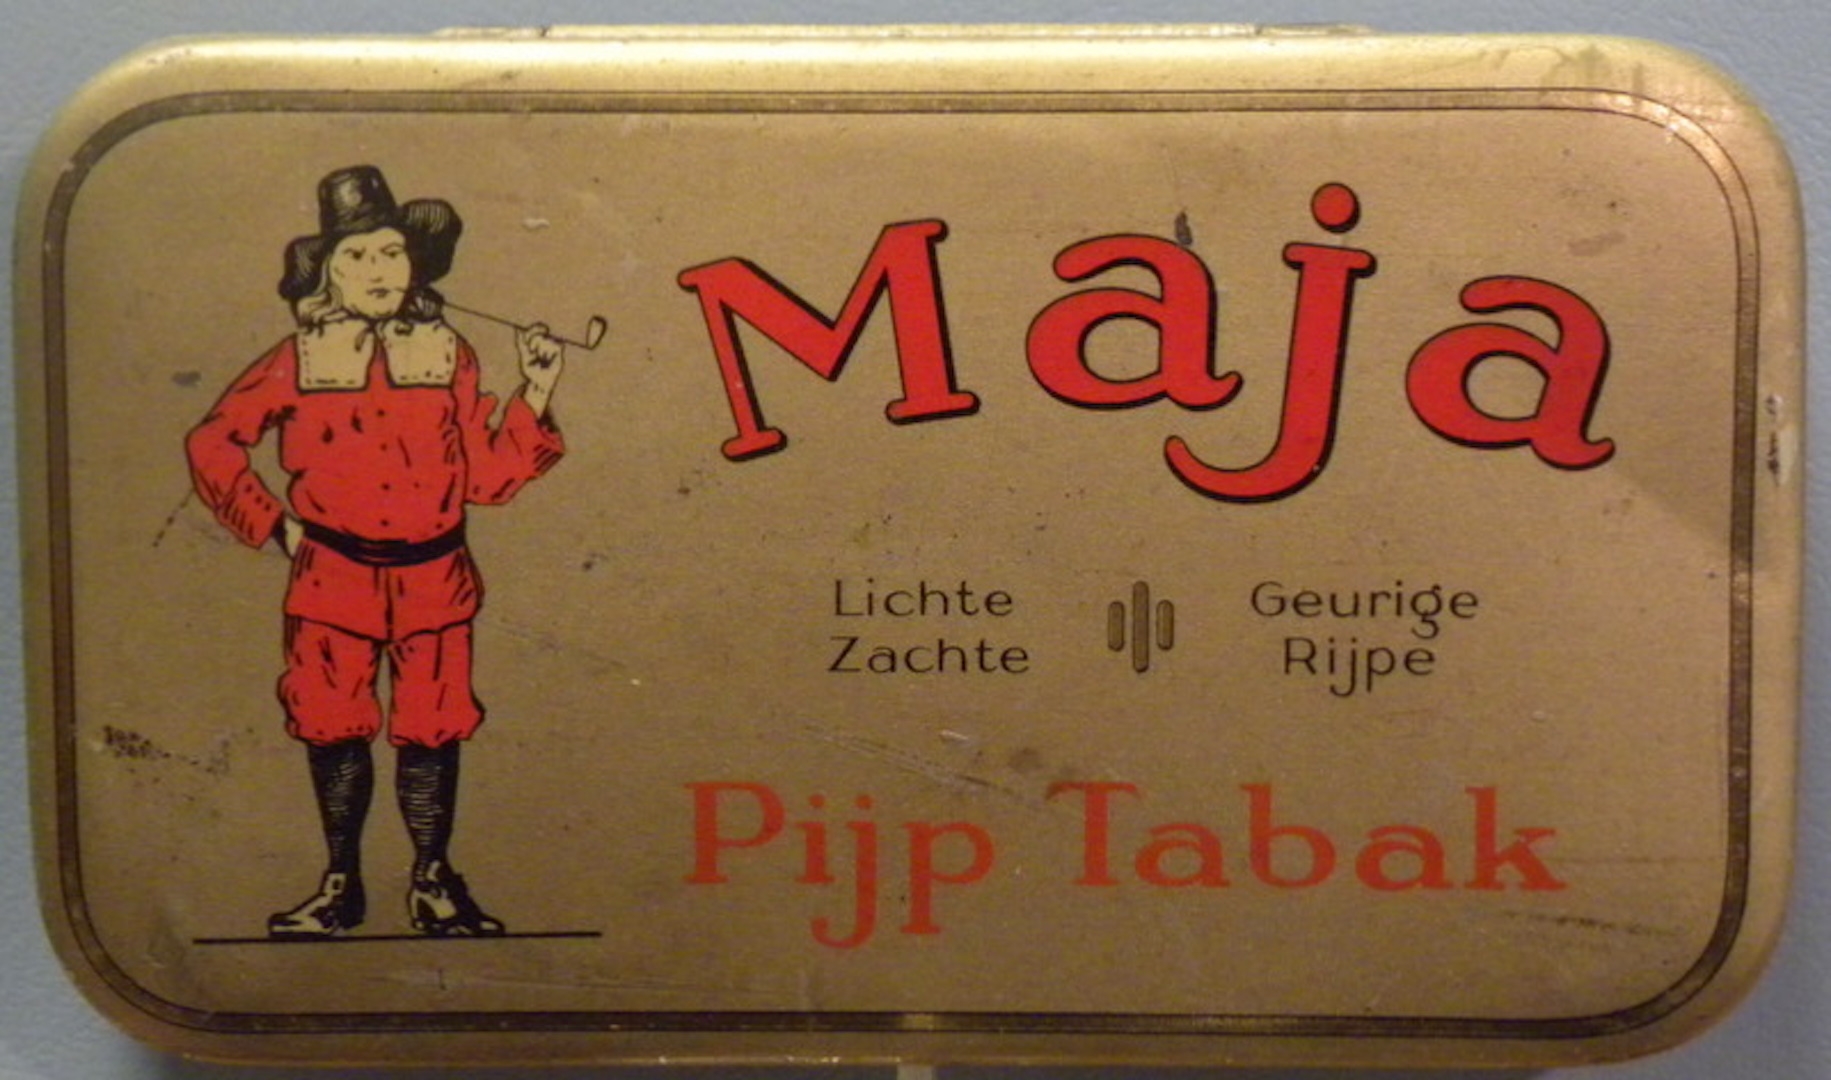 Maja
Lichte Geurige
Zachte Rijpe
Pijp Tabak